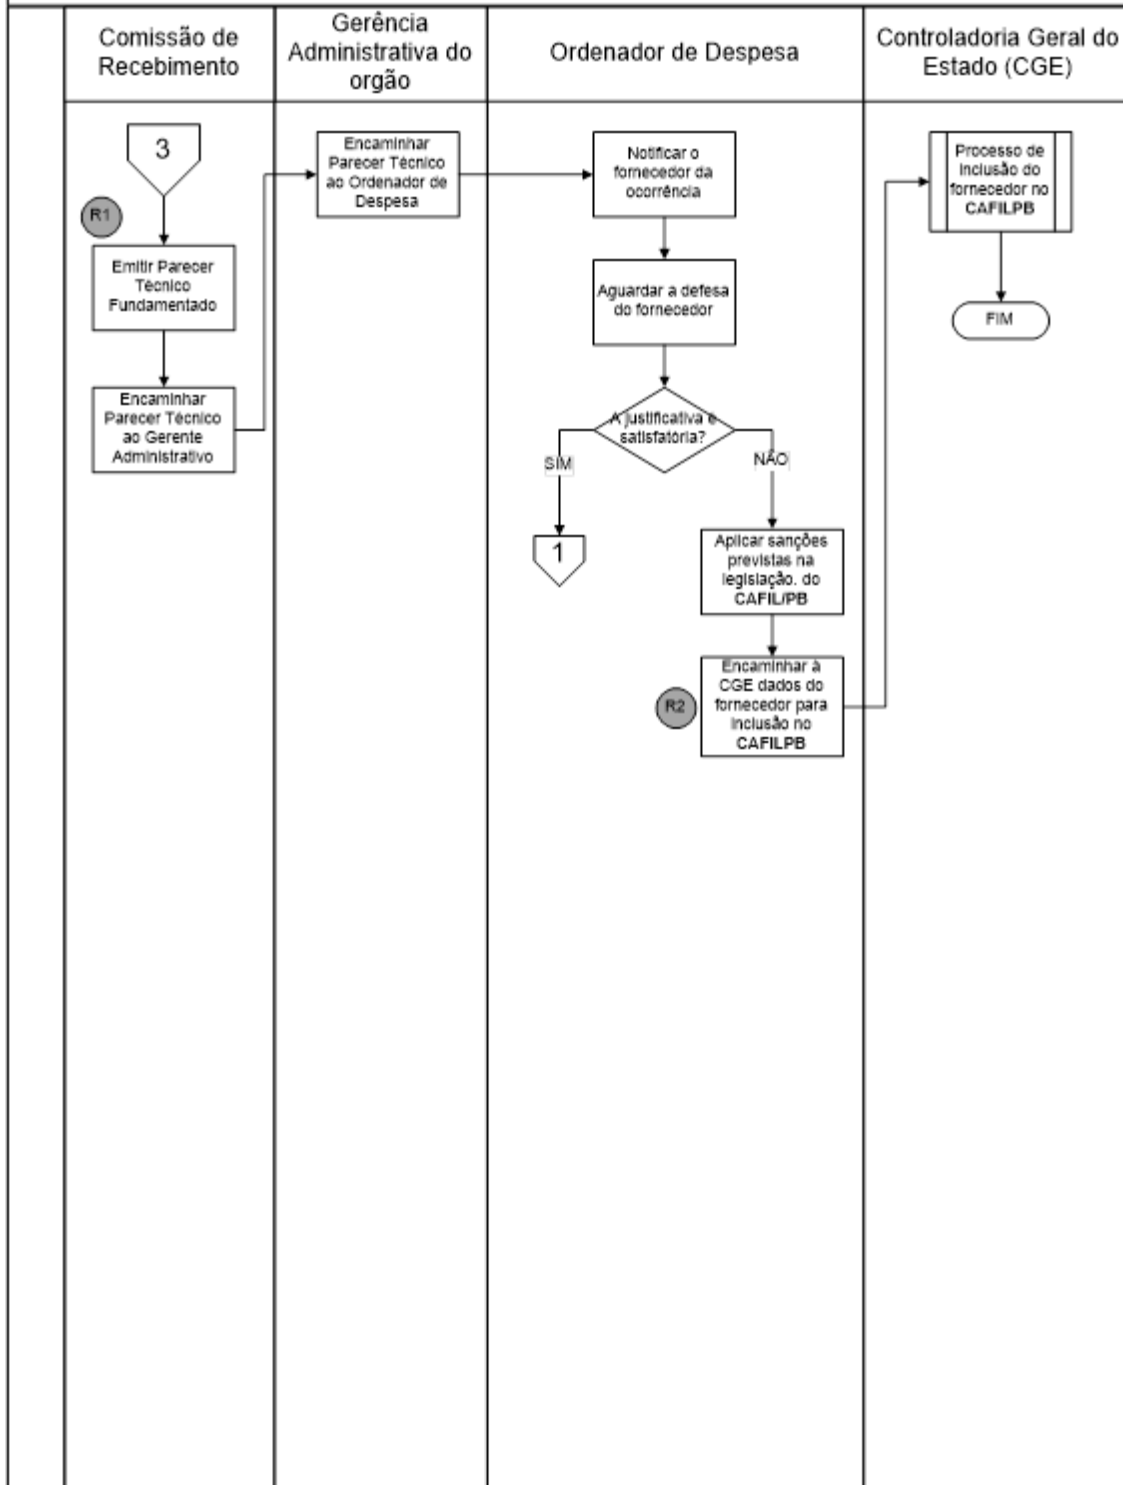 Comissão de
Recebimento
Gerência
Administrativa do
orgão
Ordenador de Despesa
Controladoria Geral do
Estado (CGE)
3
R1
Emitir Parecer
Técnico
Fundamentado
Encaminhar
Parecer Técnico
ao Gerente
Administrativo
Encaminhar
Parecer Técnico
ao Ordenador de
Despesa
Notificar o
fornecedor da
ocorrência
Aguardar a defesa
do fornecedor
A justificativa é
satisfatória?
SIM
NÃO
1
Aplicar sanções
previstas na
legislação. do
CAFIL/PB
R2
Encaminhar à
CGE dados do
fornecedor para
inclusão no
CAFILPB
Processo de
Inclusão do
fornecedor no
CAFILPB
FIM